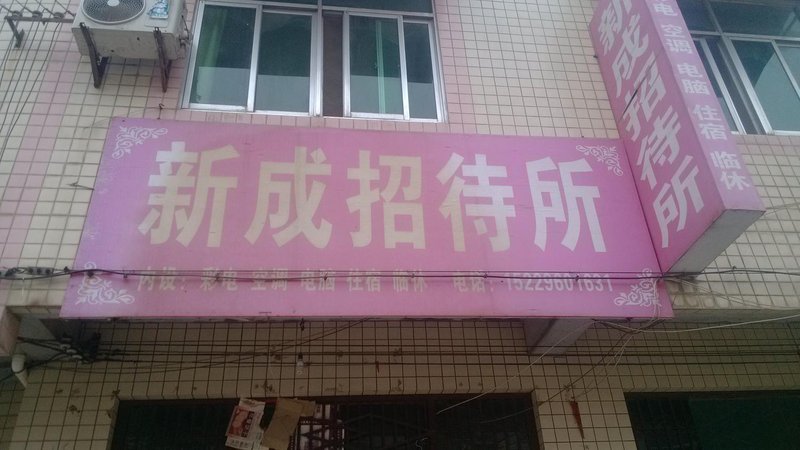 新成招待所
内设：彩电 空调 电脑 住宿 临休 电话：15229601631
新成招待所
电 空调 电脑 住宿 临休